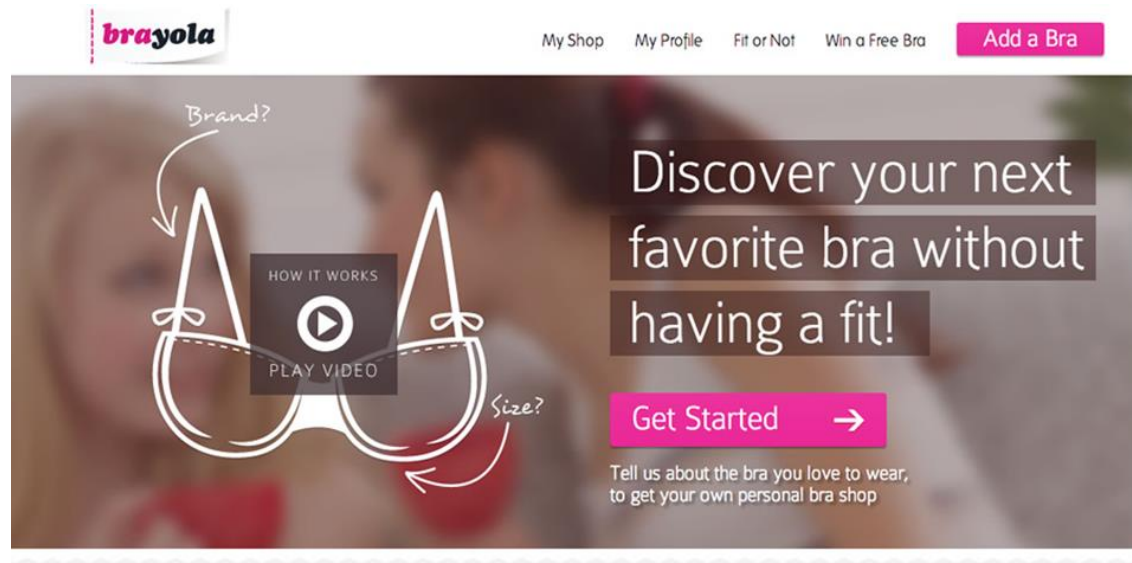 brayola
My Shop My Profile Fit or Not Win a Free Bra Add a Bra
Brand?
HOW IT WORKS
PLAY VIDEO
Size?
Discover your next
favorite bra without
having a fit!
Get Started
Tell us about the bra you love to wear,
to get your own personal bra shop